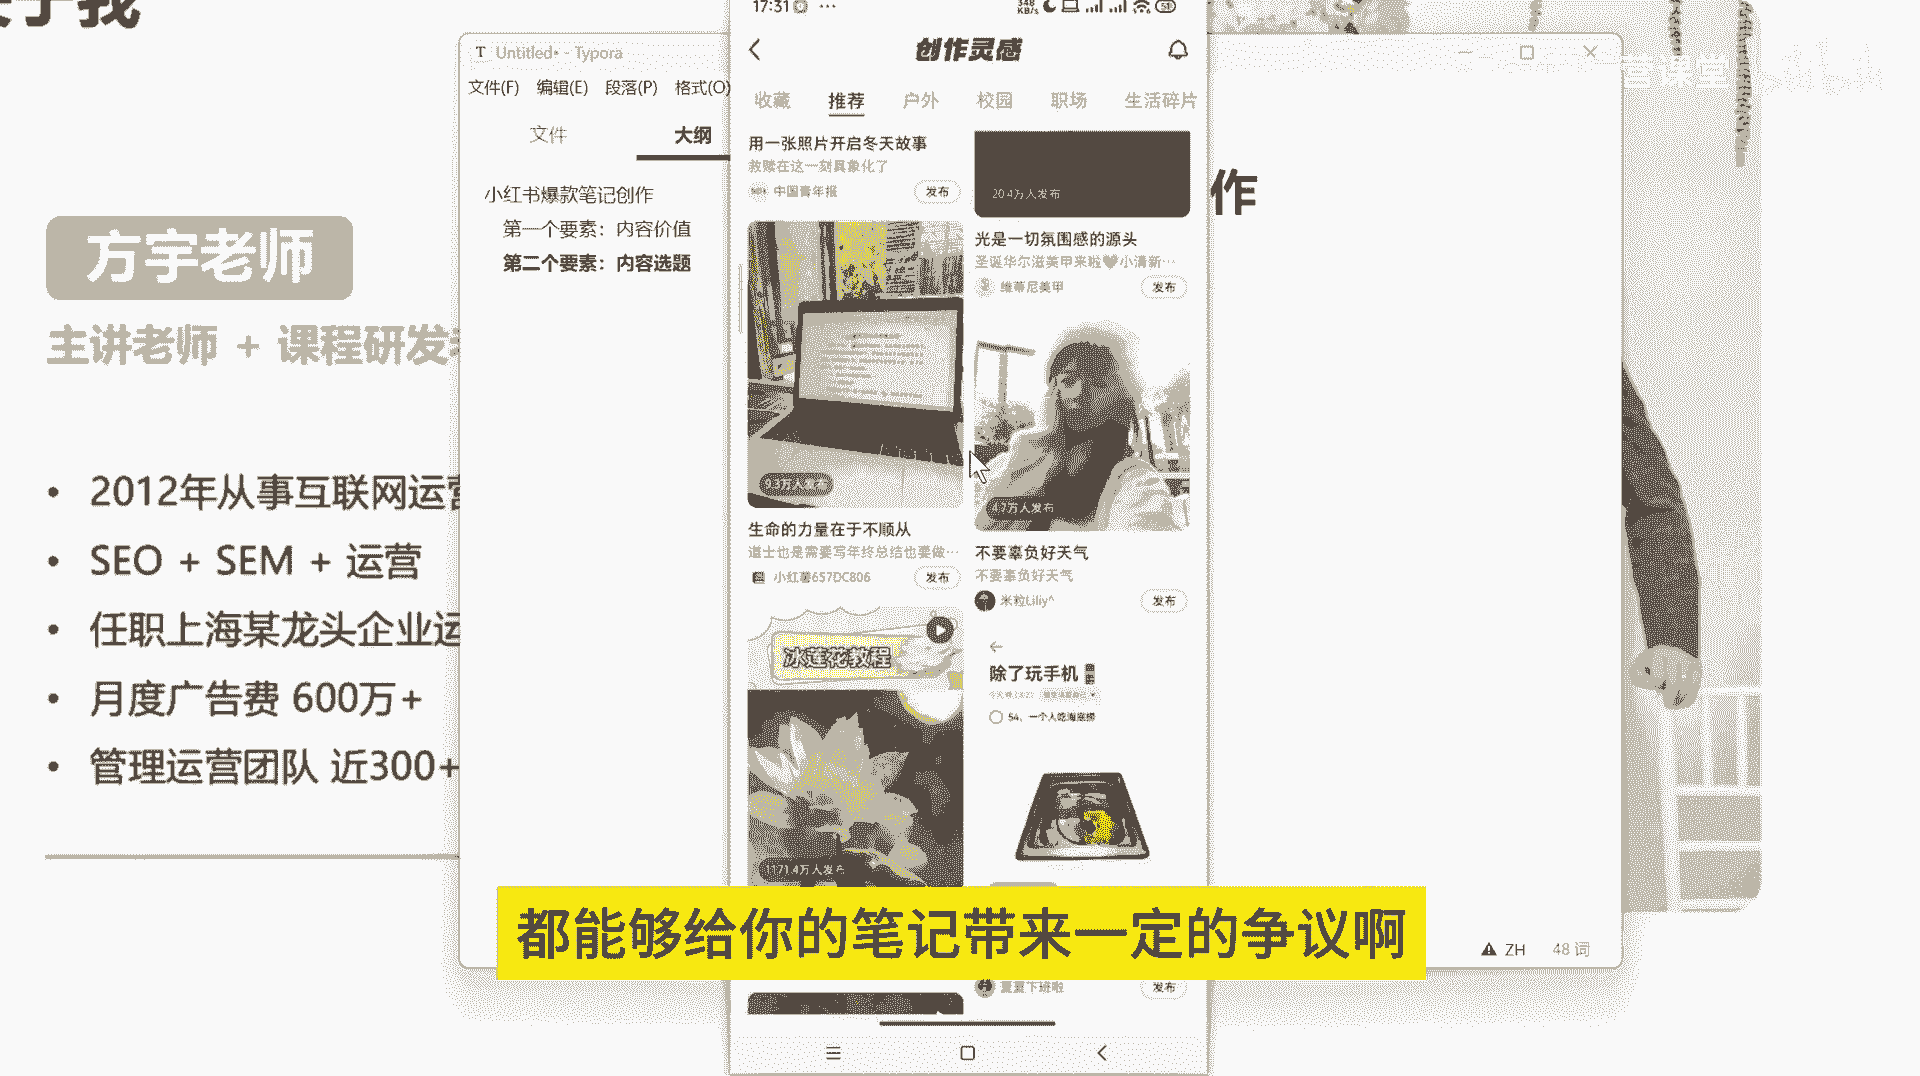 方宇老师
主讲老师 + 课程研发
• 2012年从事互联网运营
• SEO + SEM + 运营
• 任职上海某龙头企业运
• 月度广告费 600万+
• 管理运营团队 近300+
T Untitled• - Typora
文件(F) 编辑(E) 段落(P) 格式(O)
文件 大纲
小红书爆款笔记创作
第一个要素：内容价值
第二个要素：内容选题
作
营课堂
17:31
创作灵感
收藏 推荐 户外 校园 职场 生活碎片
用一张照片开启冬天故事
救赎在这一刻具象化了
中国青年报 发布
20.4万人发布
光是一切氛围感的源头
圣诞华尔滋美甲来啦🖤小清新…
维蒂尼美甲 发布
9.3万人发布
生命的力量在于不顺从
道士也是需要写年终总结也要做…
小红薯657DC806 发布
4.7万人发布
不要辜负好天气
不要辜负好天气
米粒Liliy^ 发布
冰莲花教程
1171.4万人发布
除了玩手机
54、一个人吃海底捞
夏夏下班啦 发布
都能够给你的笔记带来一定的争议啊
ZH 48 词